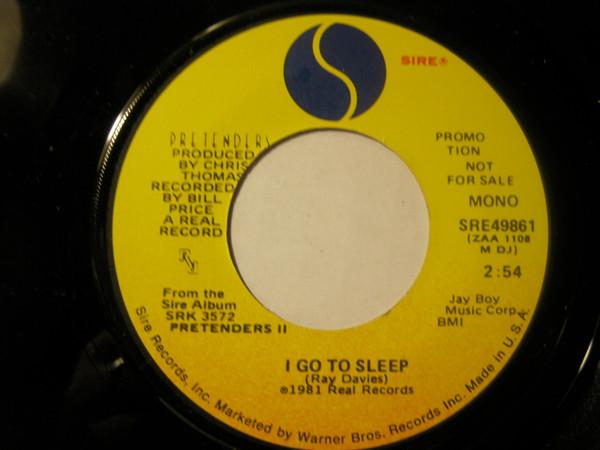 SIRE®
PRETENDERS
PRODUCED
BY CHRIS
THOMAS
RECORDED
BY BILL
PRICE
A REAL
RECORD
PROMO
TION
NOT
FOR SALE
MONO
SRE49861
(ZAA 1108
M DJ)
2:54
From the
Sire Album
SRK 3572
PRETENDERS II
Jay Boy
Music Corp.
BMI
I GO TO SLEEP
(Ray Davies)
℗1981 Real Records
Sire Records, Inc. Marketed by Warner Bros. Records Inc. Made in U.S.A.